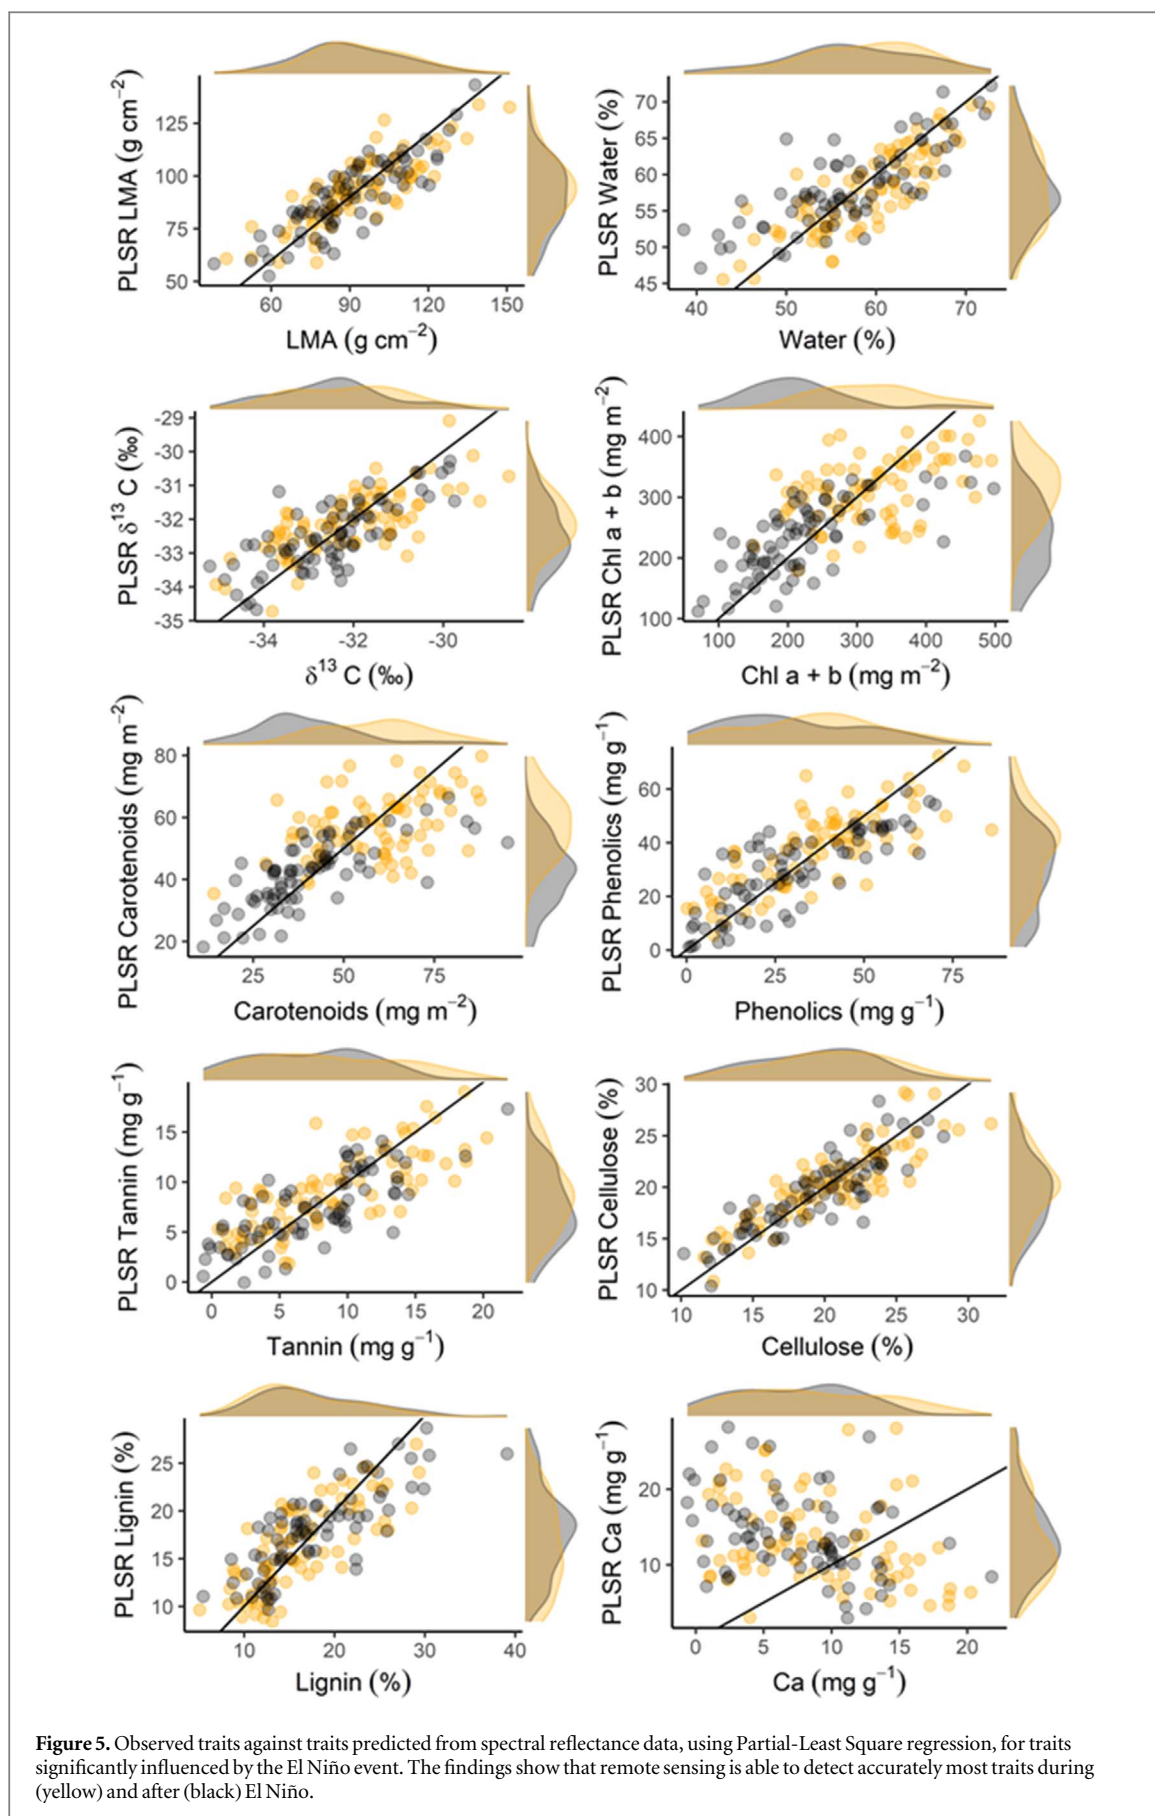 PLSR LMA (g cm⁻²)
125
100
75
50
60 90 120 150
LMA (g cm⁻²)
PLSR Water (%)
70
65
60
55
50
45
40 50 60 70
Water (%)
PLSR δ¹³ C (‰)
-29
-30
-31
-32
-33
-34
-35
-34 -32 -30
δ¹³ C (‰)
PLSR Chl a + b (mg m⁻²)
400
300
200
100
100 200 300 400 500
Chl a + b (mg m⁻²)
PLSR Carotenoids (mg m⁻²)
80
60
40
20
25 50 75
Carotenoids (mg m⁻²)
PLSR Phenolics (mg g⁻¹)
60
40
20
0
0 25 50 75
Phenolics (mg g⁻¹)
PLSR Tannin (mg g⁻¹)
15
10
5
0
0 5 10 15 20
Tannin (mg g⁻¹)
PLSR Cellulose (%)
30
25
20
15
10
10 15 20 25 30
Cellulose (%)
PLSR Lignin (%)
25
20
15
10
10 20 30 40
Lignin (%)
PLSR Ca (mg g⁻¹)
20
10
0 5 10 15 20
Ca (mg g⁻¹)
Figure 5. Observed traits against traits predicted from spectral reflectance data, using Partial-Least Square regression, for traits
significantly influenced by the El Niño event. The findings show that remote sensing is able to detect accurately most traits during
(yellow) and after (black) El Niño.